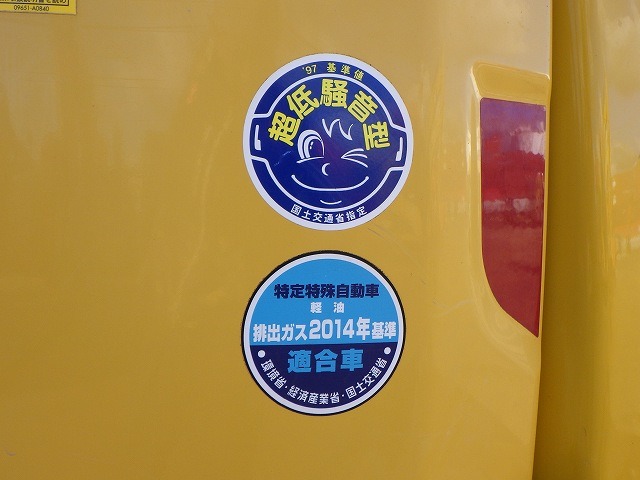 09651-A0840
'97 基準値
超低騒音型
国土交通省指定
特定特殊自動車
軽油
排出ガス2014年基準
適合車
・環境省・経済産業省・国土交通省・